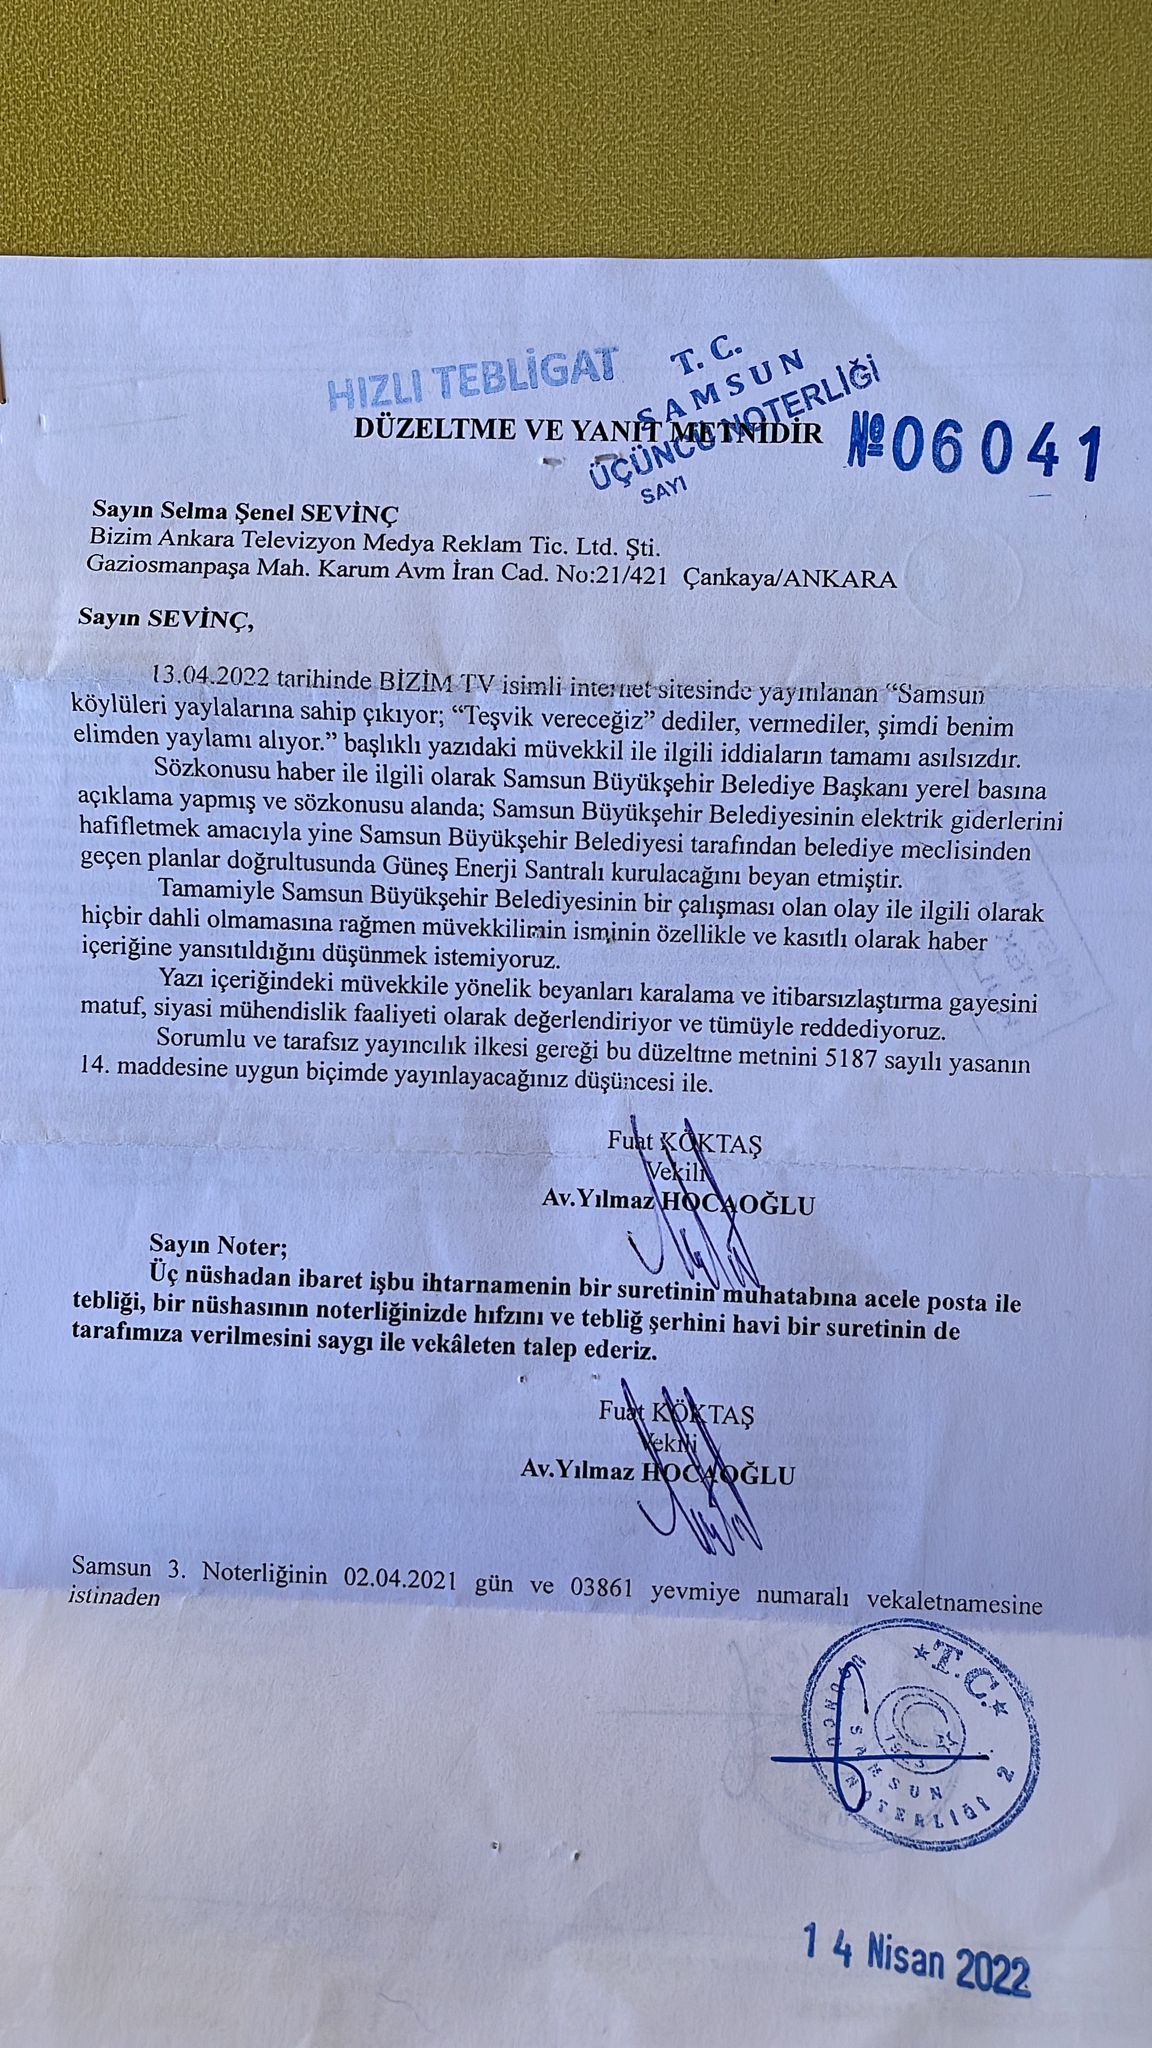 HIZLI TEBLİGAT
T. C.
SAMSUN
ÜÇÜNCÜ NOTERLİĞİ
SAYI
№ 06041
DÜZELTME VE YANIT METNİDİR
Sayın Selma Şenel SEVİNÇ
Bizim Ankara Televizyon Medya Reklam Tic. Ltd. Şti.
Gaziosmanpaşa Mah. Karum Avm İran Cad. No:21/421 Çankaya/ANKARA
Sayın SEVİNÇ,
13.04.2022 tarihinde BİZİM TV isimli internet sitesinde yayınlanan “Samsun
köylüleri yaylalarına sahip çıkıyor; “Teşvik vereceğiz” dediler, vermediler, şimdi benim
elimden yaylamı alıyor.” başlıklı yazıdaki müvekkil ile ilgili iddiaların tamamı asılsızdır.
Sözkonusu haber ile ilgili olarak Samsun Büyükşehir Belediye Başkanı yerel basına
açıklama yapmış ve sözkonusu alanda; Samsun Büyükşehir Belediyesinin elektrik giderlerini
hafifletmek amacıyla yine Samsun Büyükşehir Belediyesi tarafından belediye meclisinden
geçen planlar doğrultusunda Güneş Enerji Santralı kurulacağını beyan etmiştir.
Tamamiyle Samsun Büyükşehir Belediyesinin bir çalışması olan olay ile ilgili olarak
hiçbir dahli olmamasına rağmen müvekkilimin isminin özellikle ve kasıtlı olarak haber
içeriğine yansıtıldığını düşünmek istemiyoruz.
Yazı içeriğindeki müvekkile yönelik beyanları karalama ve itibarsızlaştırma gayesini
matuf, siyasi mühendislik faaliyeti olarak değerlendiriyor ve tümüyle reddediyoruz.
Sorumlu ve tarafsız yayıncılık ilkesi gereği bu düzeltme metnini 5187 sayılı yasanın
14. maddesine uygun biçimde yayınlayacağınız düşüncesi ile.
Fuat KÖKTAŞ
Vekili
Av.Yılmaz HOCAOĞLU
Sayın Noter;
Üç nüshadan ibaret işbu ihtarnamenin bir suretinin muhatabına acele posta ile
tebliği, bir nüshasının noterliğinizde hıfzını ve tebliğ şerhini havi bir suretinin de
tarafımıza verilmesini saygı ile vekâleten talep ederiz.
Fuat KÖKTAŞ
Vekili
Av.Yılmaz HOCAOĞLU
Samsun 3. Noterliğinin 02.04.2021 gün ve 03861 yevmiye numaralı vekaletnamesine
istinaden
T.C.
SAMSUN
ÜÇÜNCÜ NOTERLİĞİ 2
1923
14 Nisan 2022